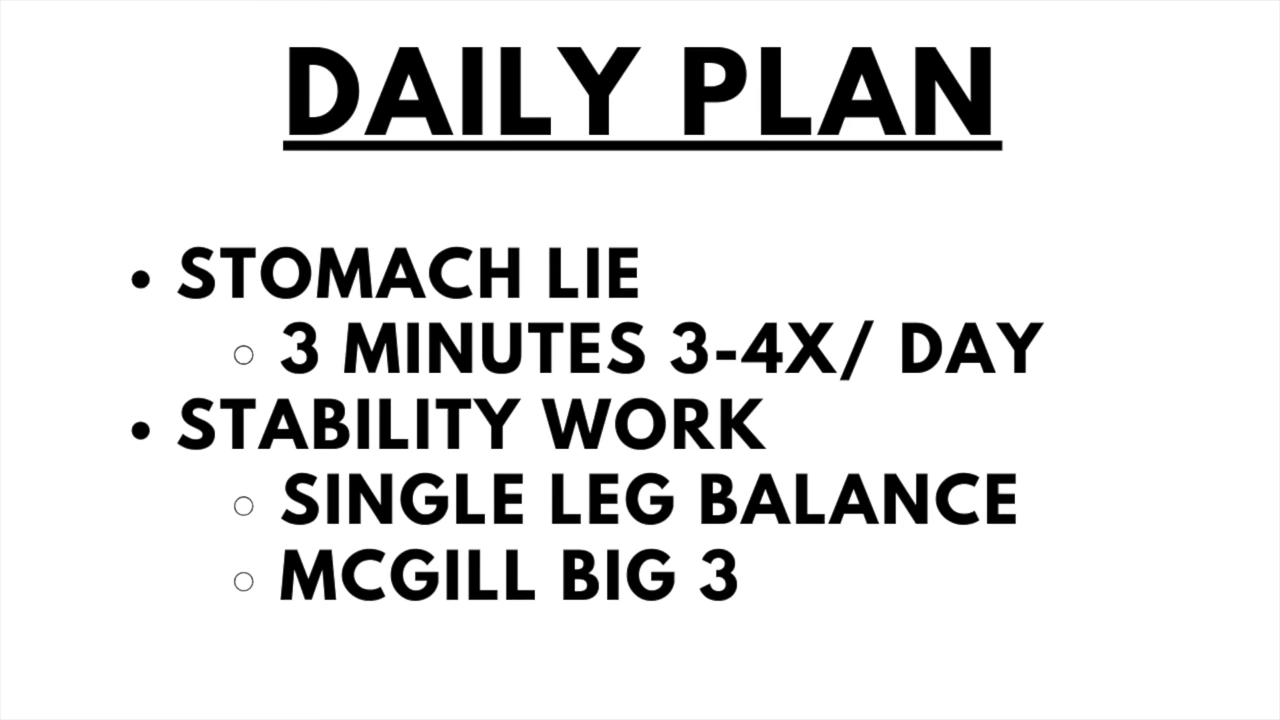 DAILY PLAN
• STOMACH LIE
○ 3 MINUTES 3-4X/ DAY
• STABILITY WORK
○ SINGLE LEG BALANCE
○ MCGILL BIG 3